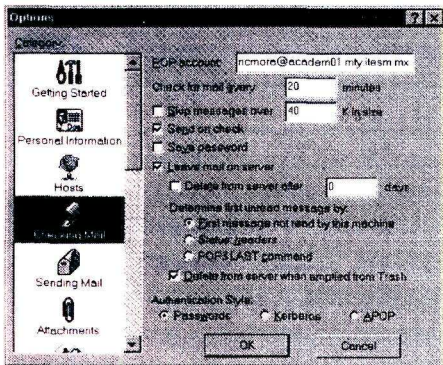 Options
Category:
Getting Started
Personal Information
Hosts
Checking Mail
Sending Mail
Attachments
POP account: ncmora@academ01 mty itesm mx
Check for mail every 20 minutes
Skip messages over 40 K in size
Send on check
Save password
Leave mail on server
Delete from server after 0 days
Determine first unread message by:
First message not read by this machine
Status headers
POP3 LAST command
Delete from server when emptied from Trash
Authentication Style:
Passwords Kerberos APOP
OK Cancel